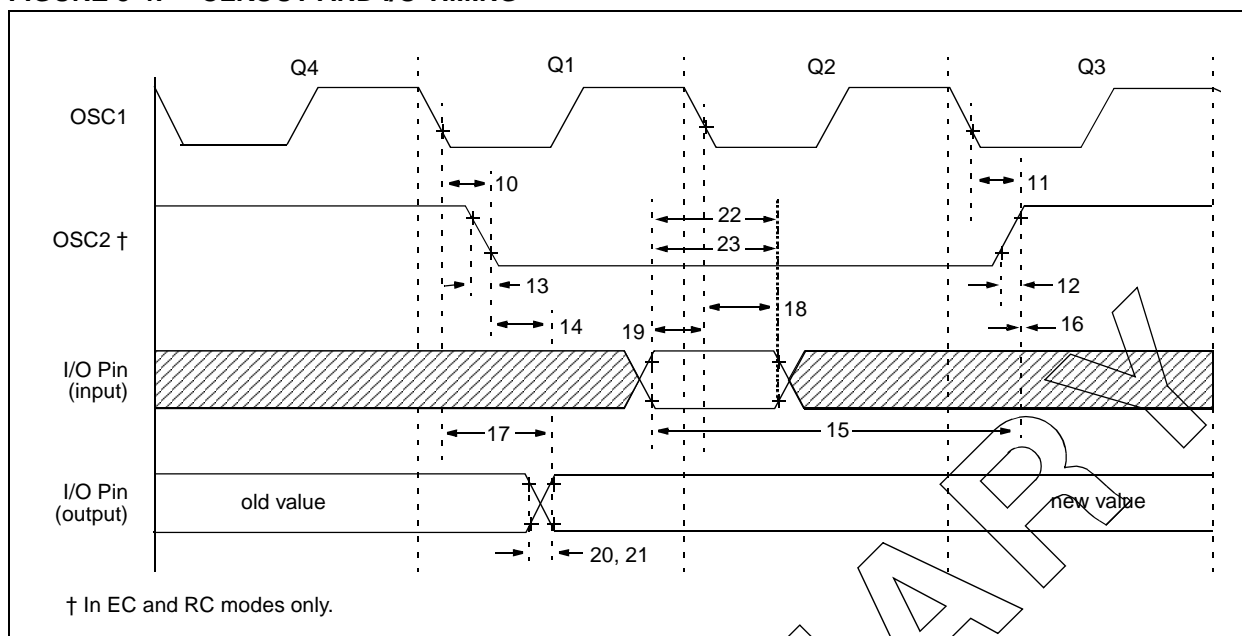 Q4 Q1 Q2 Q3
OSC1
10 11
22
OSC2 †
23
13 12
18
14 19 16
I/O Pin
(input)
17 15
I/O Pin
(output)
old value new value
20, 21
† In EC and RC modes only.